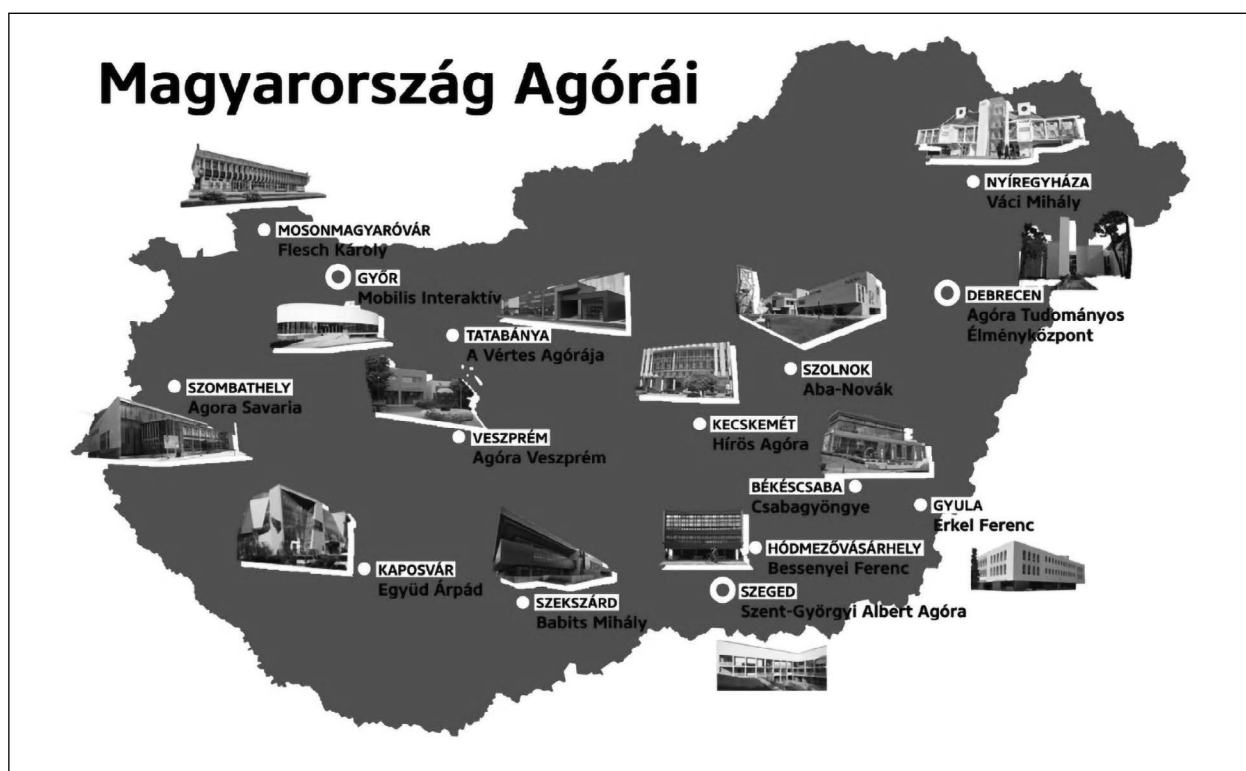 Magyarország Agórái
NYÍREGYHÁZA
Váci Mihály
MOSONMAGYARÓVÁR
Flesch Károly
GYŐR
Mobilis Interaktív
DEBRECEN
Agóra Tudományos
Élményközpont
TATABÁNYA
A Vértes Agórája
SZOLNOK
Aba-Novák
SZOMBATHELY
Agora Savaria
KECSKEMÉT
Hírös Agóra
VESZPRÉM
Agóra Veszprém
BÉKÉSCSABA
Csabagyöngye
GYULA
Erkel Ferenc
HÓDMEZŐVÁSÁRHELY
Bessenyei Ferenc
KAPOSVÁR
Együd Árpád
SZEKSZÁRD
Babits Mihály
SZEGED
Szent-Györgyi Albert Agóra